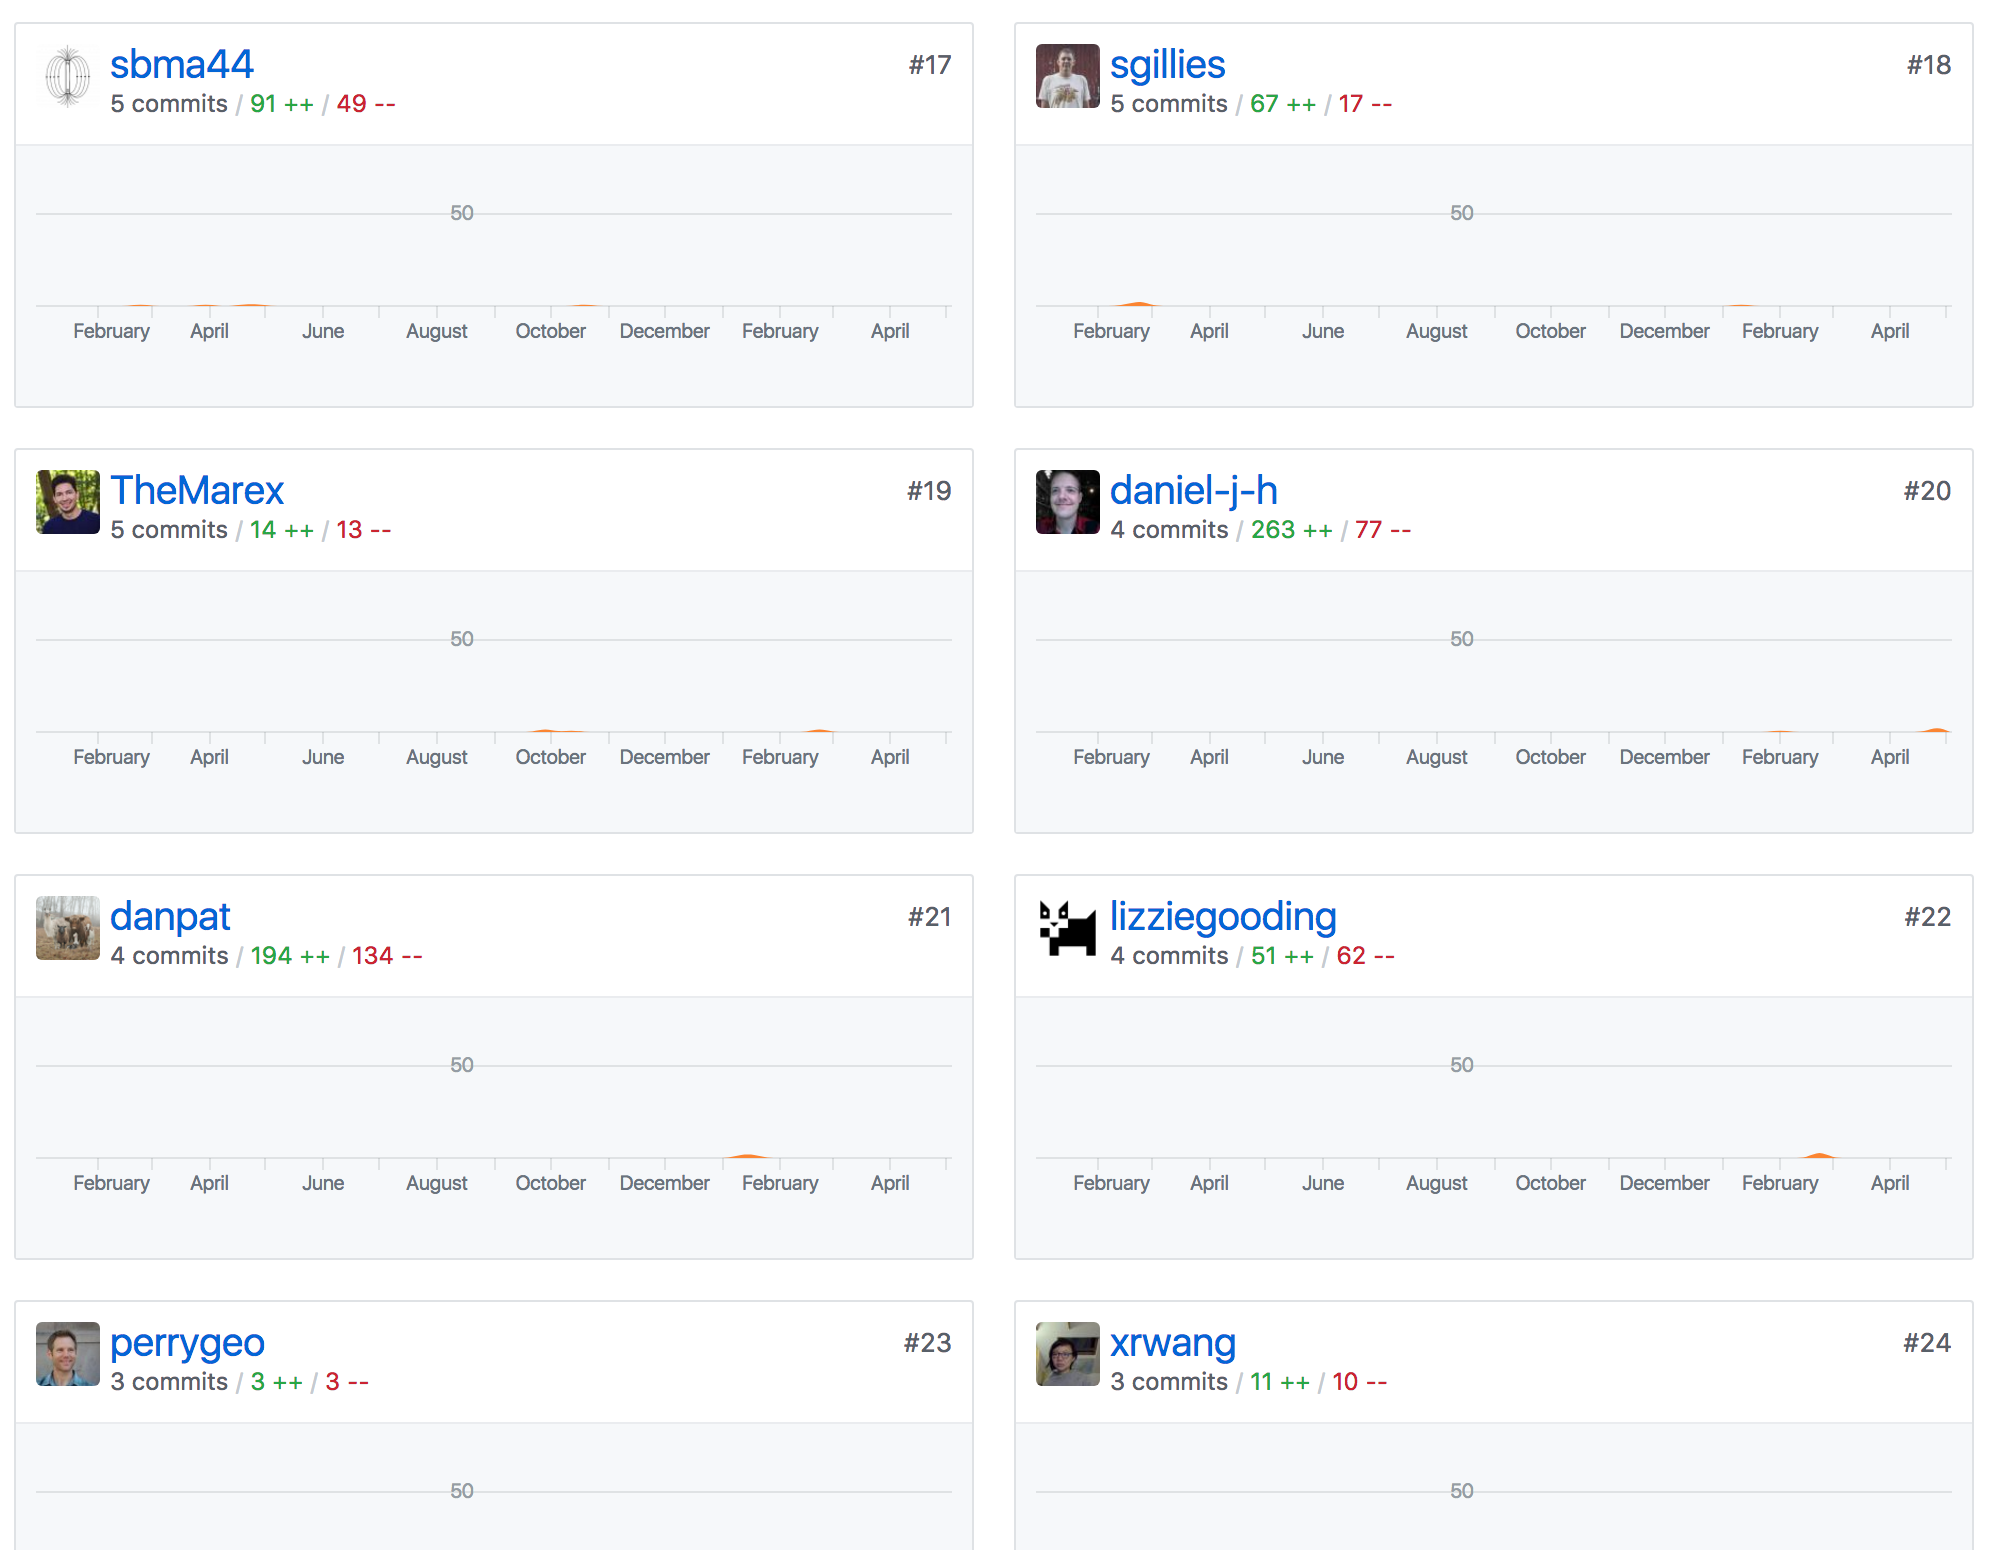 sbma44
#17
5 commits / 91 ++ / 49 --
50
February April June August October December February April
sgillies
#18
5 commits / 67 ++ / 17 --
50
February April June August October December February April
TheMarex
#19
5 commits / 14 ++ / 13 --
50
February April June August October December February April
daniel-j-h
#20
4 commits / 263 ++ / 77 --
50
February April June August October December February April
danpat
#21
4 commits / 194 ++ / 134 --
50
February April June August October December February April
lizziegooding
#22
4 commits / 51 ++ / 62 --
50
February April June August October December February April
perrygeo
#23
3 commits / 3 ++ / 3 --
50
xrwang
#24
3 commits / 11 ++ / 10 --
50